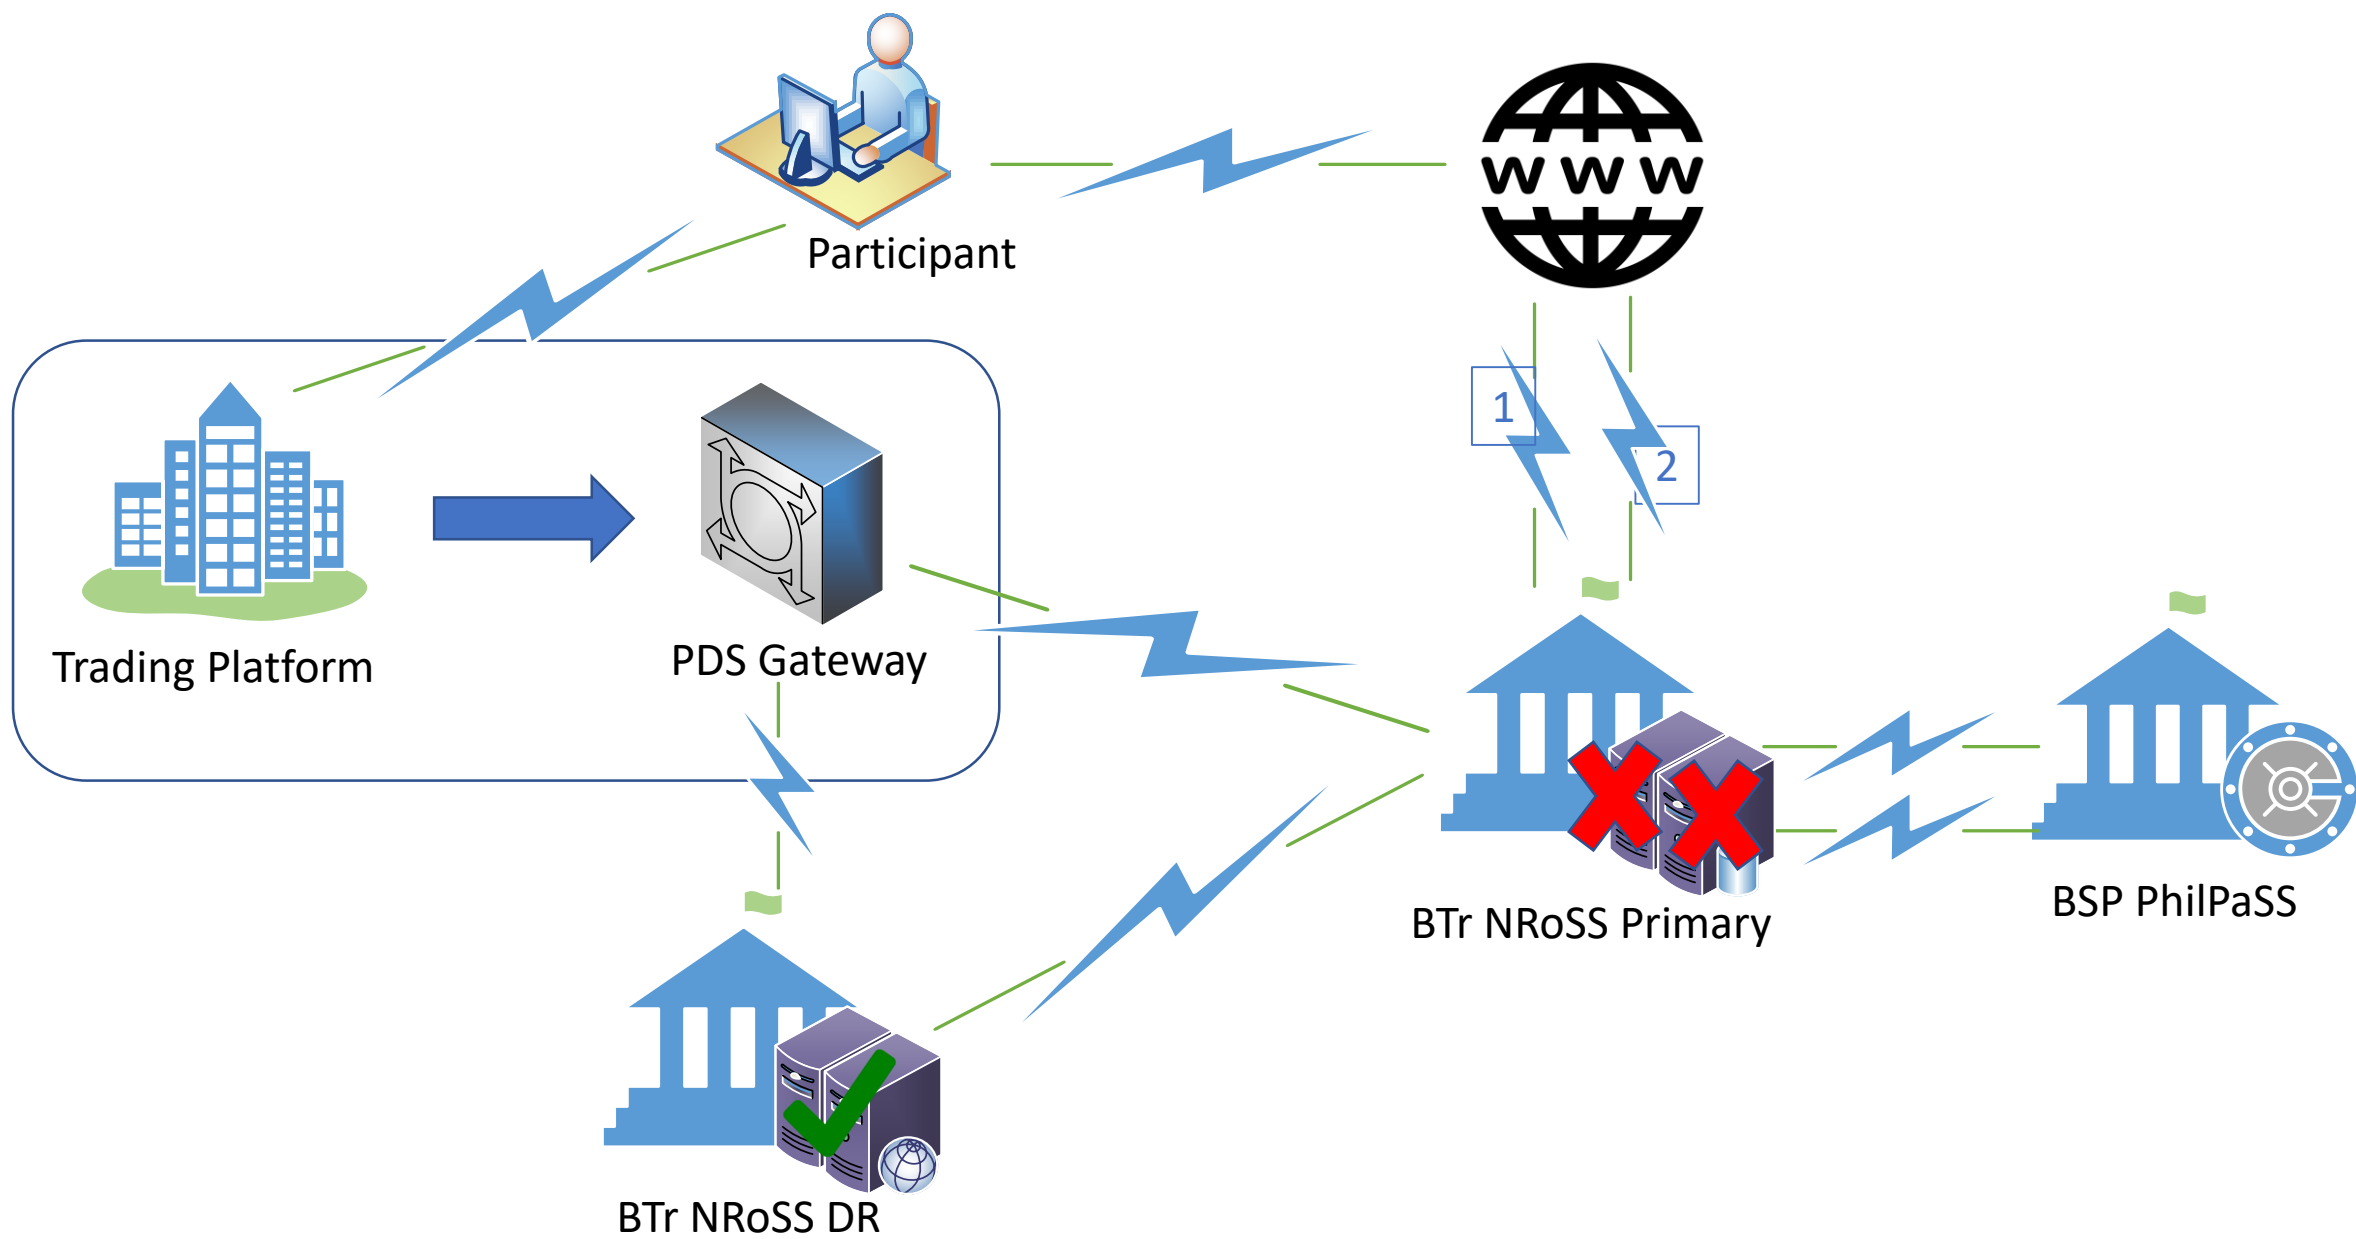 www
Participant
1
2
Trading Platform
PDS Gateway
BTr NRoSS Primary
BSP PhilPaSS
BTr NRoSS DR